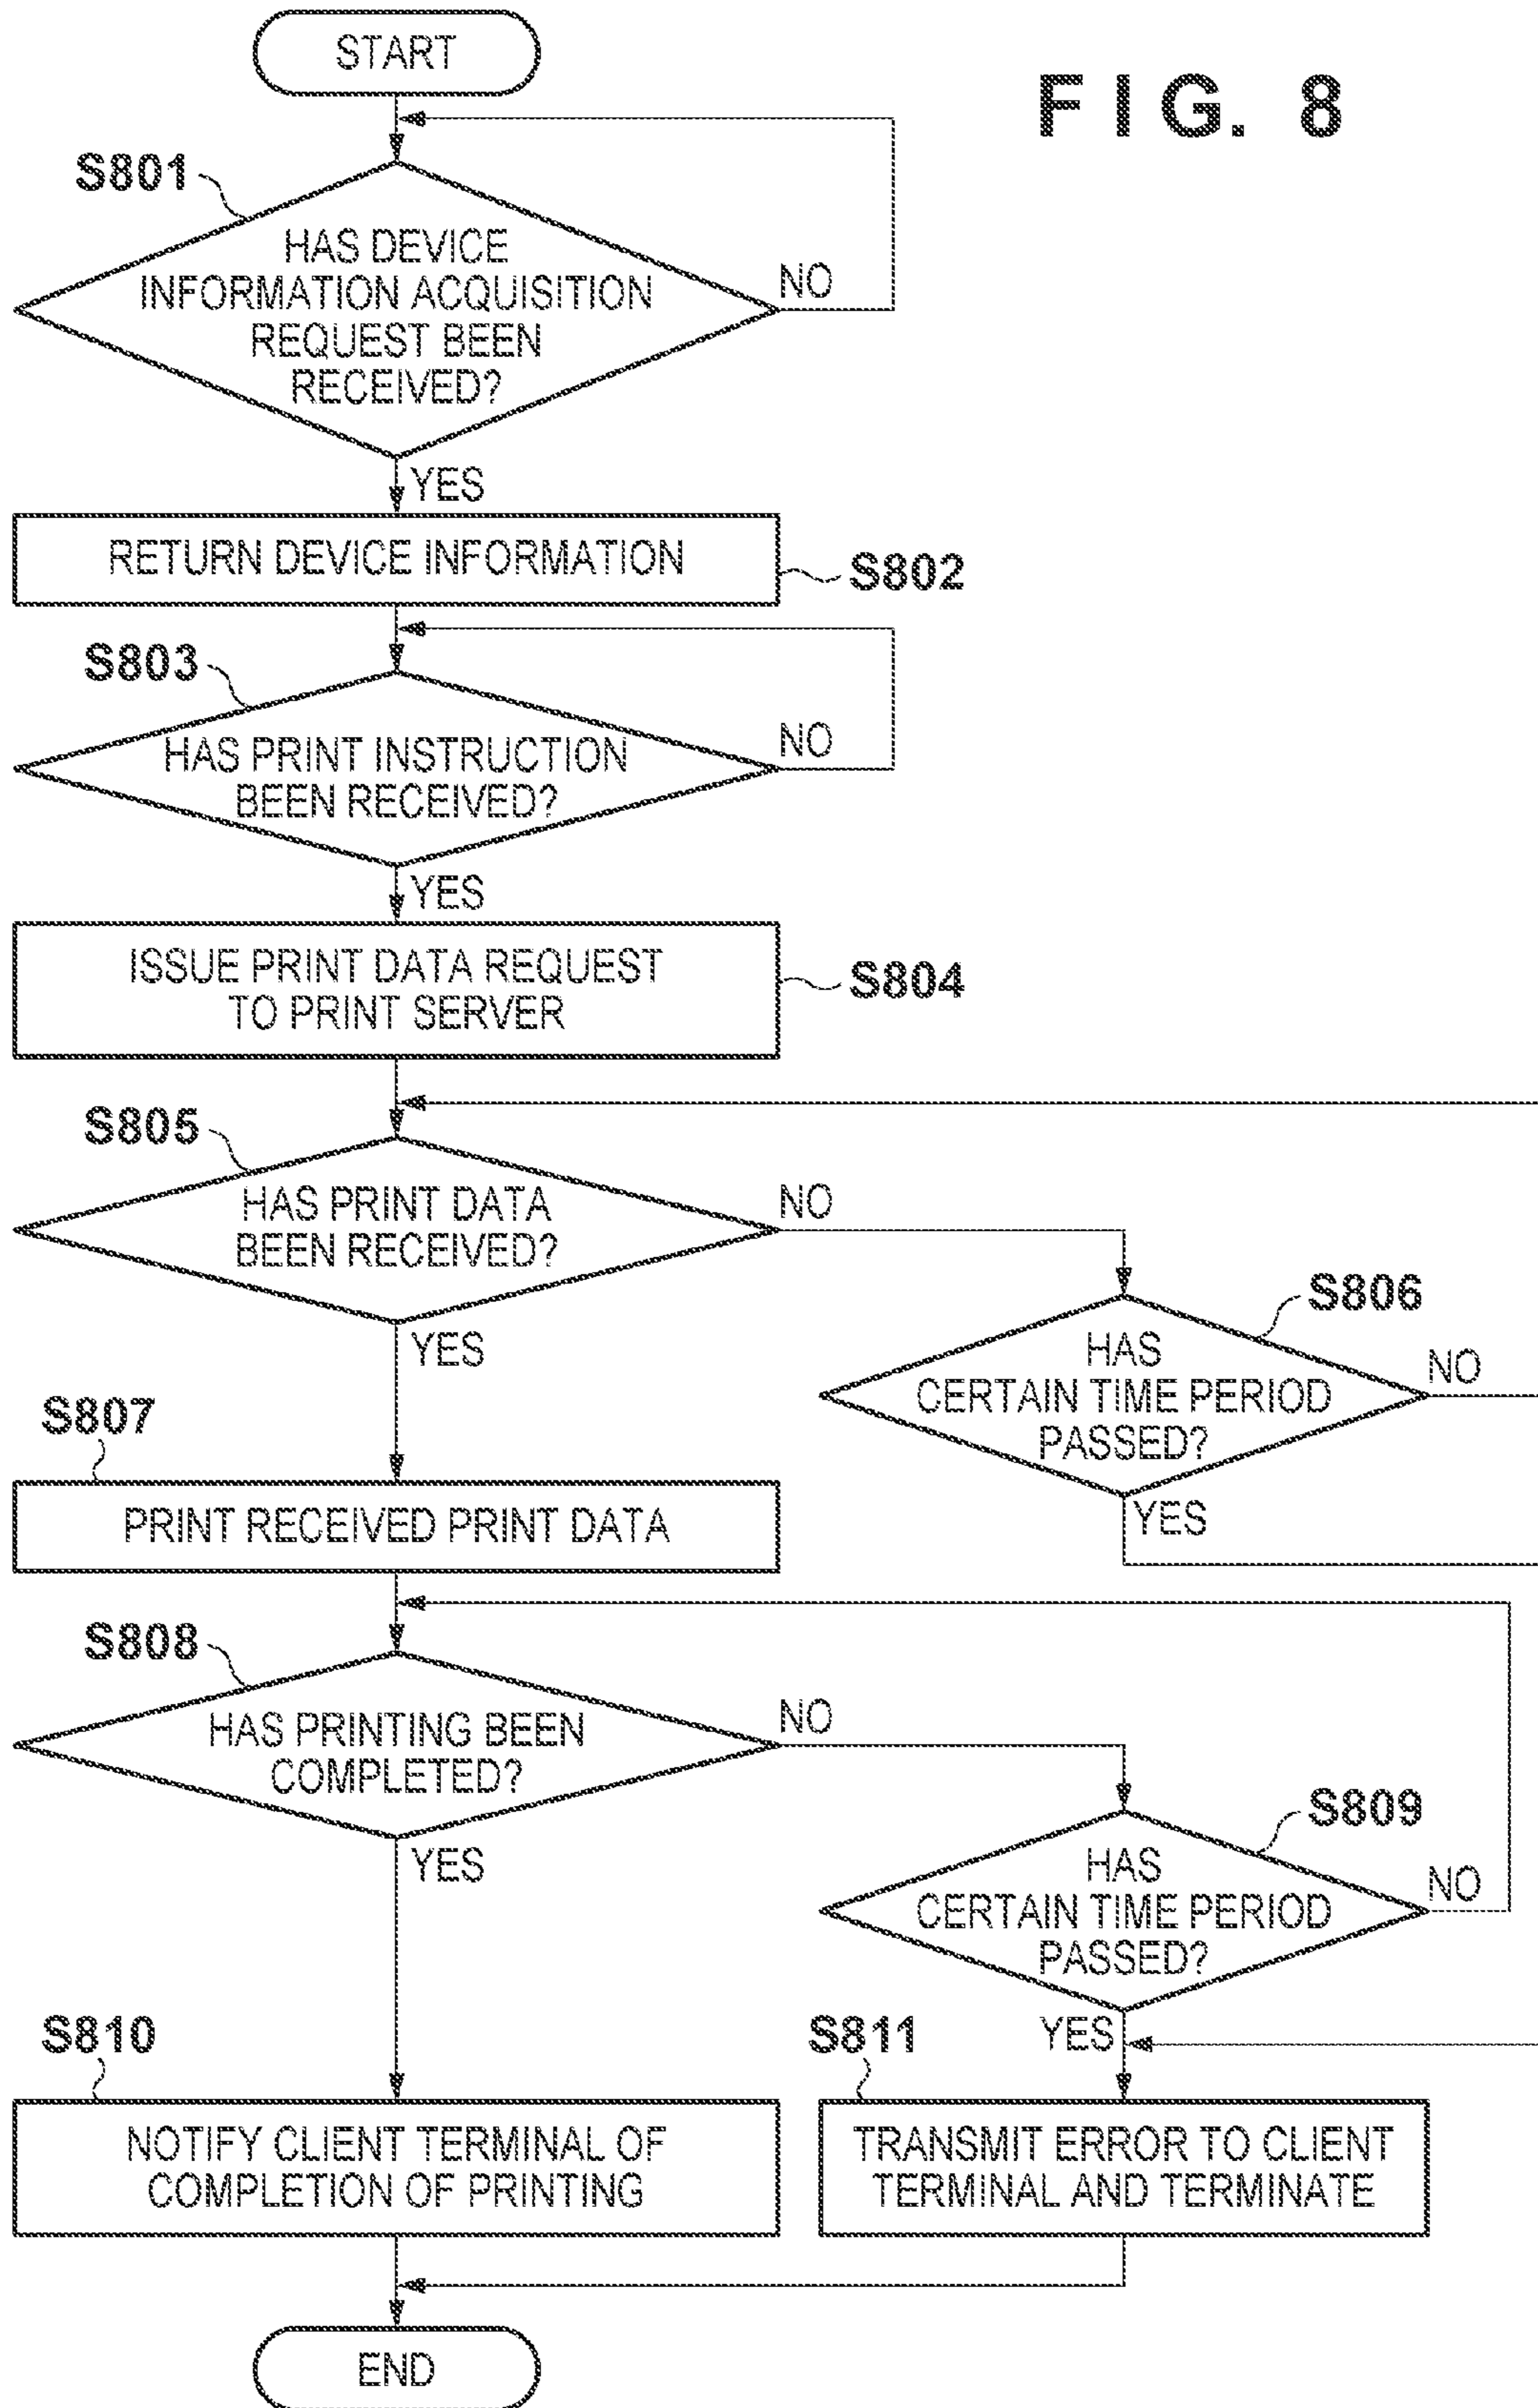 START
FIG. 8
S801
HAS DEVICE
INFORMATION ACQUISITION
REQUEST BEEN
RECEIVED?
NO
YES
RETURN DEVICE INFORMATION
S802
S803
HAS PRINT INSTRUCTION
BEEN RECEIVED?
NO
YES
ISSUE PRINT DATA REQUEST
TO PRINT SERVER
S804
S805
HAS PRINT DATA
BEEN RECEIVED?
NO
YES
S806
HAS
CERTAIN TIME PERIOD
PASSED?
NO
YES
S807
PRINT RECEIVED PRINT DATA
S808
HAS PRINTING BEEN
COMPLETED?
NO
YES
S809
HAS
CERTAIN TIME PERIOD
PASSED?
NO
YES
S810
NOTIFY CLIENT TERMINAL OF
COMPLETION OF PRINTING
S811
TRANSMIT ERROR TO CLIENT
TERMINAL AND TERMINATE
END